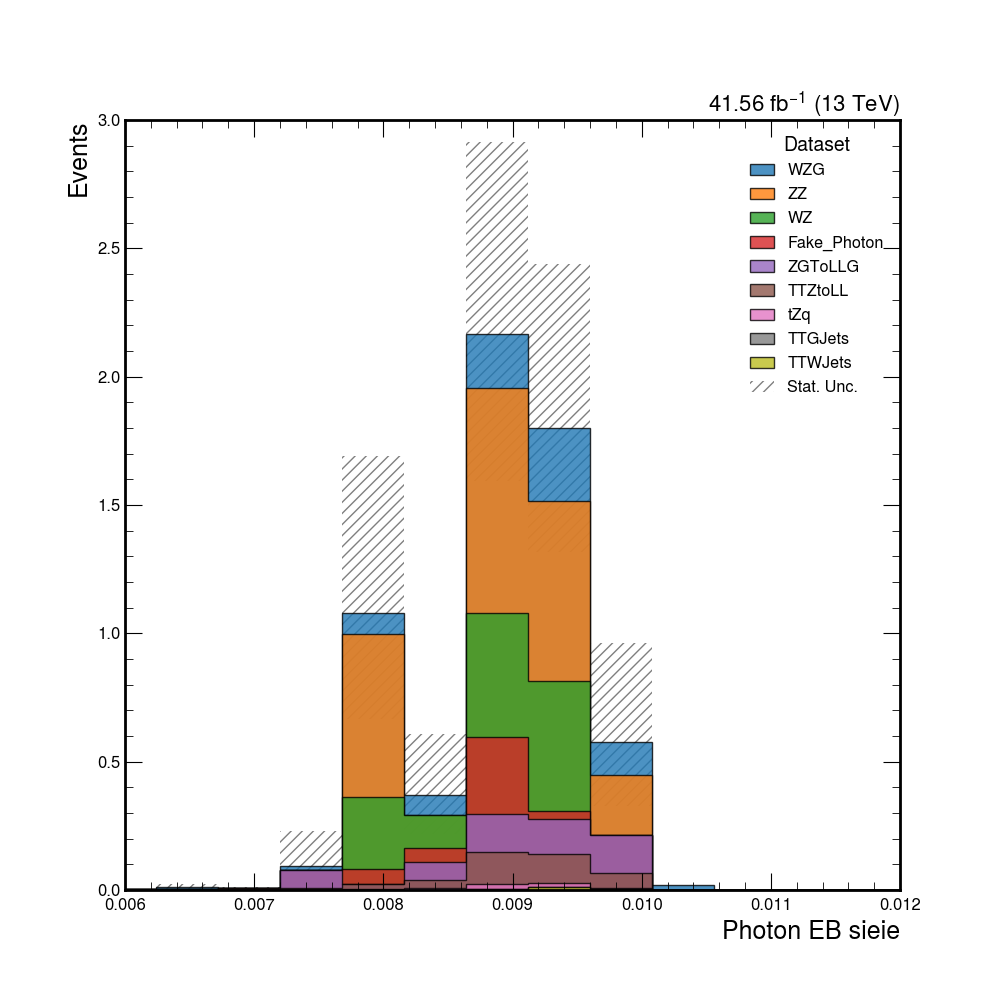 41.56 fb⁻¹ (13 TeV)
Events
3.0
2.5
2.0
1.5
1.0
0.5
0.0
Dataset
WZG
ZZ
WZ
Fake_Photon
ZGToLLG
TTZtoLL
tZq
TTGJets
TTWJets
Stat. Unc.
0.006 0.007 0.008 0.009 0.010 0.011 0.012
Photon EB sieie